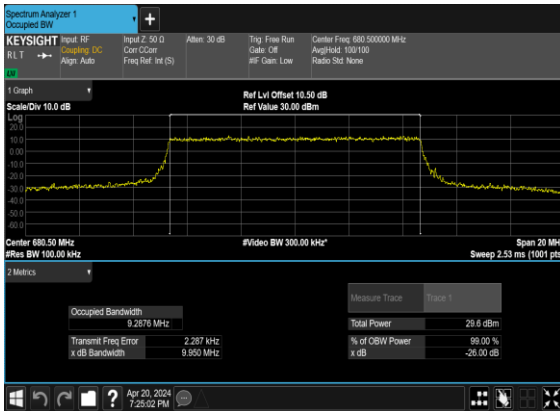 Spectrum Analyzer 1
Occupied BW
+
KEYSIGHT Input: RF Input Z: 50 Ω Atten: 30 dB Trig: Free Run Center Freq: 680.500000 MHz
RLT Coupling: DC Corr CCorr Gate: Off Avg|Hold: 100/100
Align: Auto Freq Ref: Int (S) #IF Gain: Low Radio Std: None
LXI
1 Graph
Ref Lvl Offset 10.50 dB
Scale/Div 10.0 dB Ref Value 30.00 dBm
Log
20.0
10.0
0.00
-10.0
-20.0
-30.0
-40.0
-50.0
-60.0
Center 680.50 MHz #Video BW 300.00 kHz* Span 20 MH
#Res BW 100.00 kHz Sweep 2.53 ms (1001 pts
2 Metrics
Measure Trace Trace 1
Occupied Bandwidth
9.2876 MHz Total Power 29.6 dBm
Transmit Freq Error 2.287 kHz % of OBW Power 99.00 %
x dB Bandwidth 9.950 MHz x dB -26.00 dB
? Apr 20, 2024
7:25:02 PM